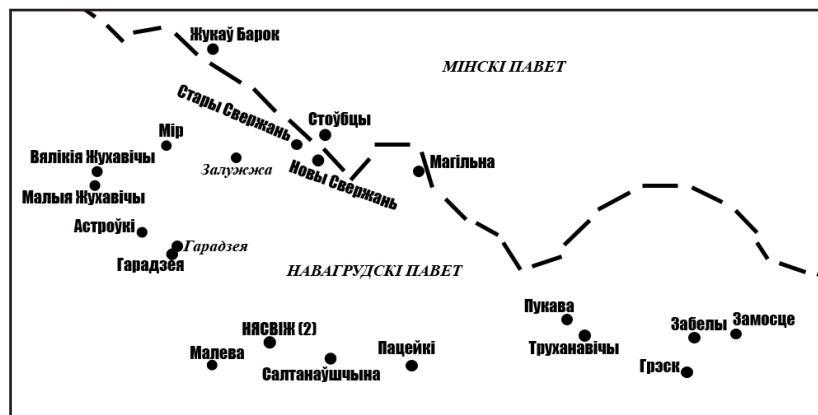 Жукаў Барок
МІНСКІ ПАВЕТ
Стары Свержань
Стоўбцы
Мір
Вялікія Жухавічы
Залужжа
Новы Свержань
Магільна
Малыя Жухавічы
Астроўкі
Гарадзея
Гарадзея
НАВАГРУДСКІ ПАВЕТ
Пукава
НЯСВІЖ (2)
Забелы
Замосце
Малева
Салтанаўшчына
Пацейкі
Труханавічы
Грэск